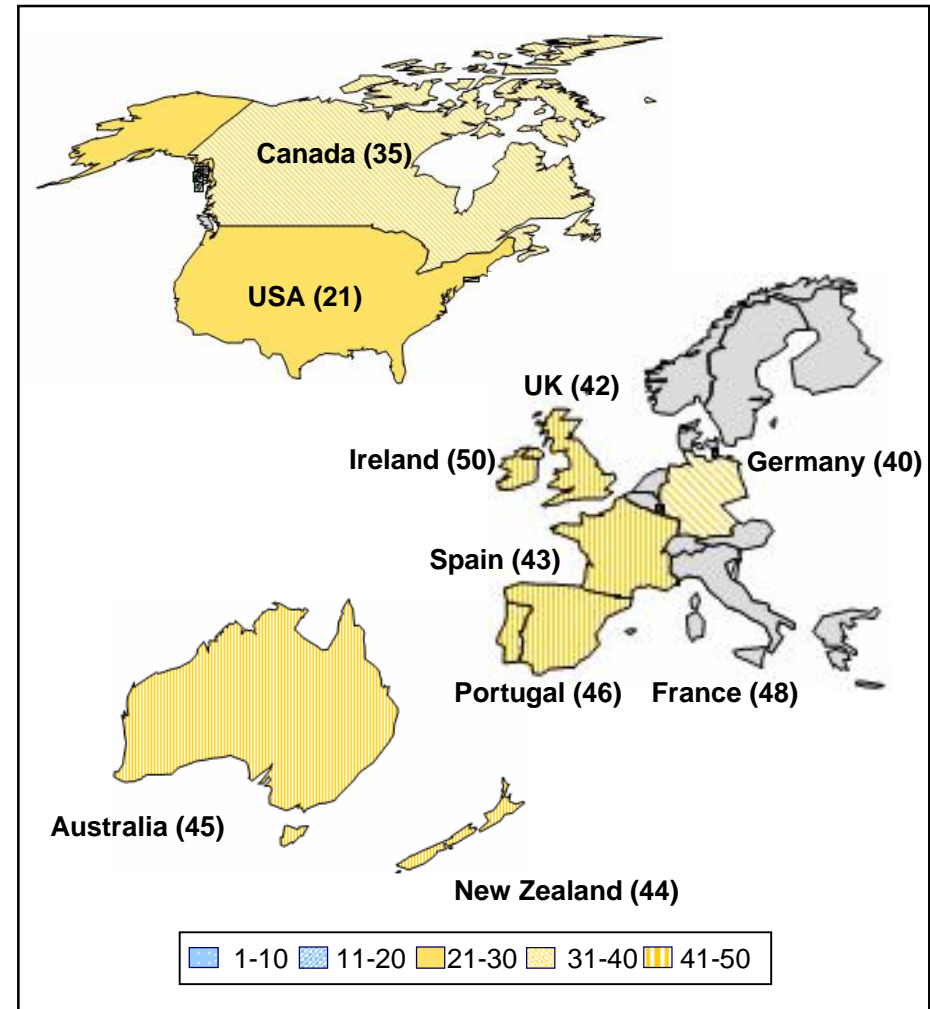 Canada (35)
USA (21)
UK (42)
Ireland (50)
Germany (40)
Spain (43)
Portugal (46) France (48)
Australia (45)
New Zealand (44)
1-10 11-20 21-30 31-40 41-50